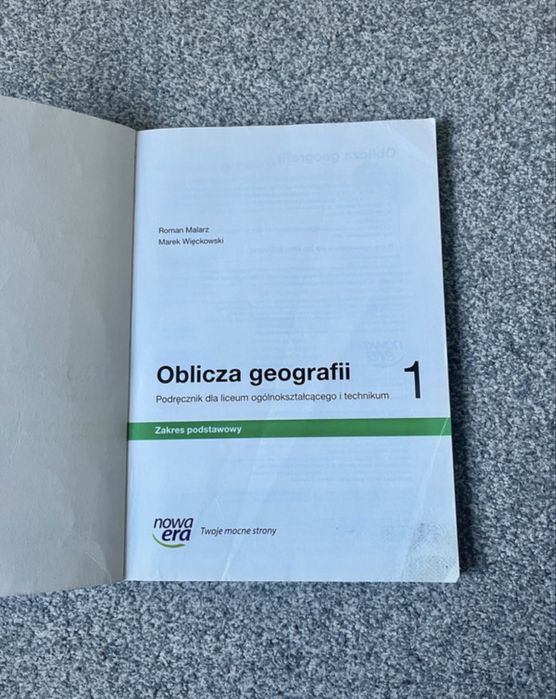 Roman Malarz
Marek Więckowski
Oblicza geografii 1
Podręcznik dla liceum ogólnokształcącego i technikum
Zakres podstawowy
nowa
era
Twoje mocne strony